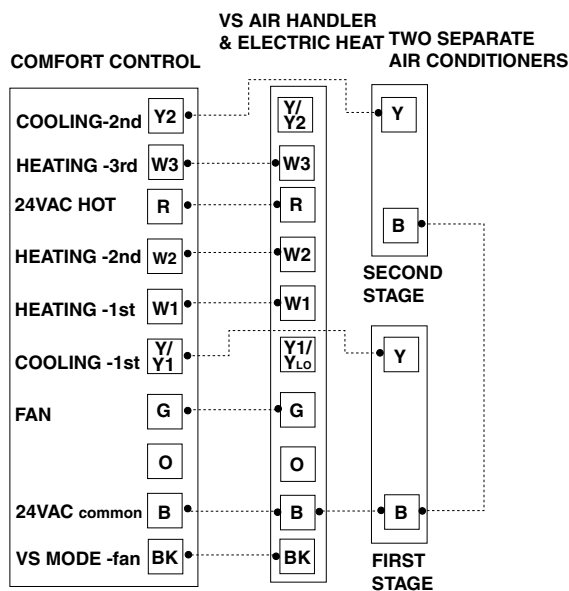 VS AIR HANDLER
& ELECTRIC HEAT
TWO SEPARATE
AIR CONDITIONERS
COMFORT CONTROL
COOLING-2nd Y2
Y/
Y2
Y
HEATING -3rd W3 W3
24VAC HOT R R
B
HEATING -2nd W2 W2
SECOND
STAGE
HEATING -1st W1 W1
COOLING -1st
Y/
Y1
Y1/
YLO
Y
FAN G G
O O
24VAC common B B B
VS MODE -fan BK BK
FIRST
STAGE